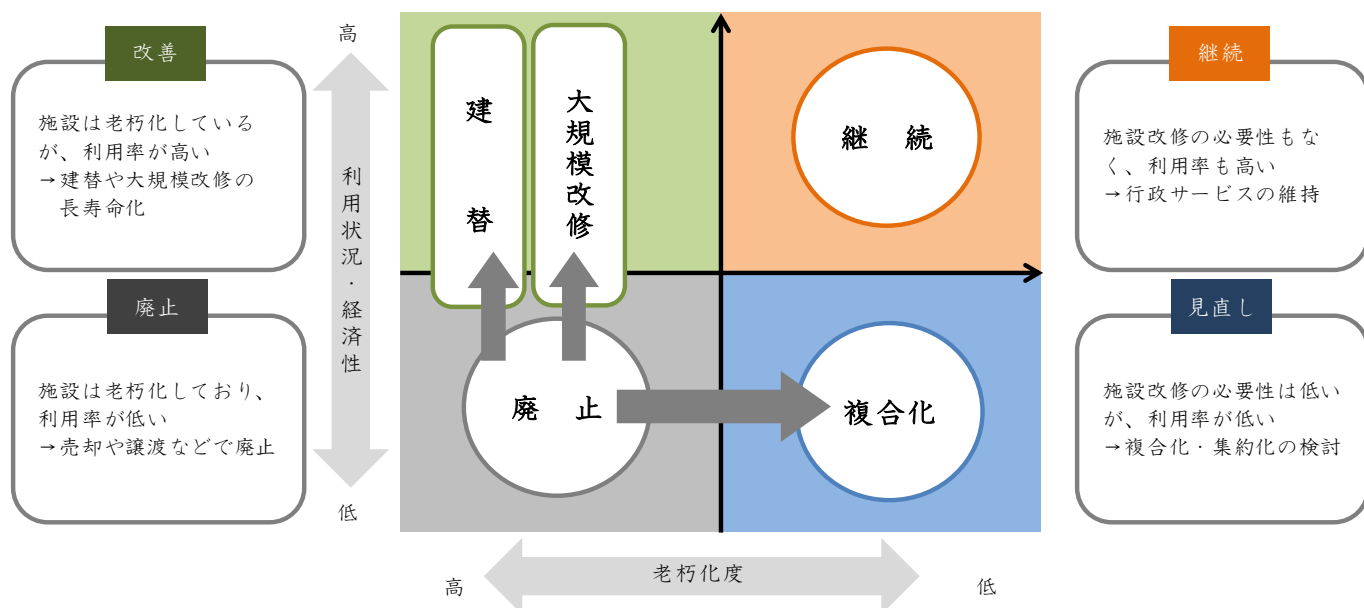 改善
施設は老朽化しているが、利用率が高い
→建替や大規模改修の
長寿命化
廃止
施設は老朽化しており、
利用率が低い
→売却や譲渡などで廃止
高
利用状況・経済性
低
建替
大規模改修
継続
廃止
複合化
高
老朽化度
低
継続
施設改修の必要性もな
く、利用率も高い
→行政サービスの維持
見直し
施設改修の必要性は低い
が、利用率が低い
→複合化・集約化の検討